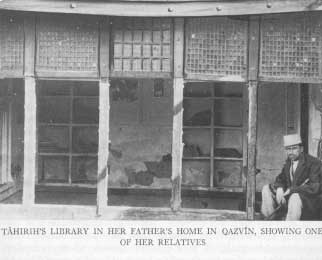 ṬÁHIRIH'S LIBRARY IN HER FATHER'S HOME IN QAZVÍN, SHOWING ONE
OF HER RELATIVES